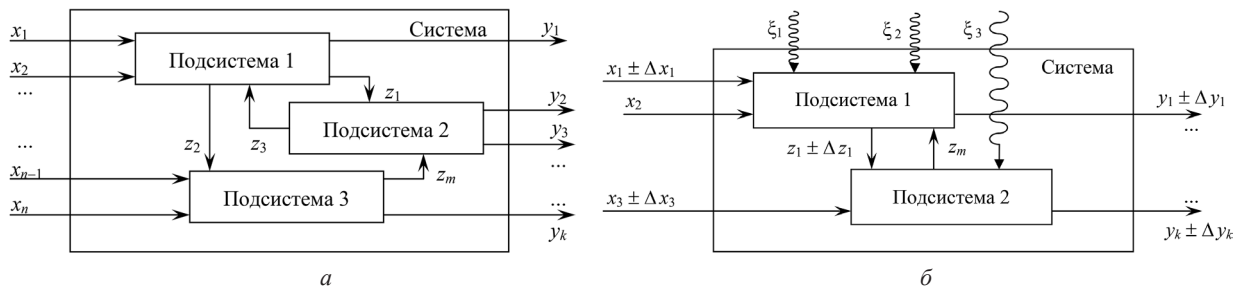 x₁
Система
y₁
Подсистема 1
x₂
...
z₁
y₂
Подсистема 2
y₃
...
z₂
z₃
...
xₙ₋₁
zₘ
Подсистема 3
...
xₙ
yₖ
а
ξ₁
ξ₂
ξ₃
Система
x₁ ± Δx₁
Подсистема 1
x₂
y₁ ± Δy₁
...
z₁ ± Δz₁
zₘ
x₃ ± Δx₃
Подсистема 2
...
yₖ ± Δyₖ
б